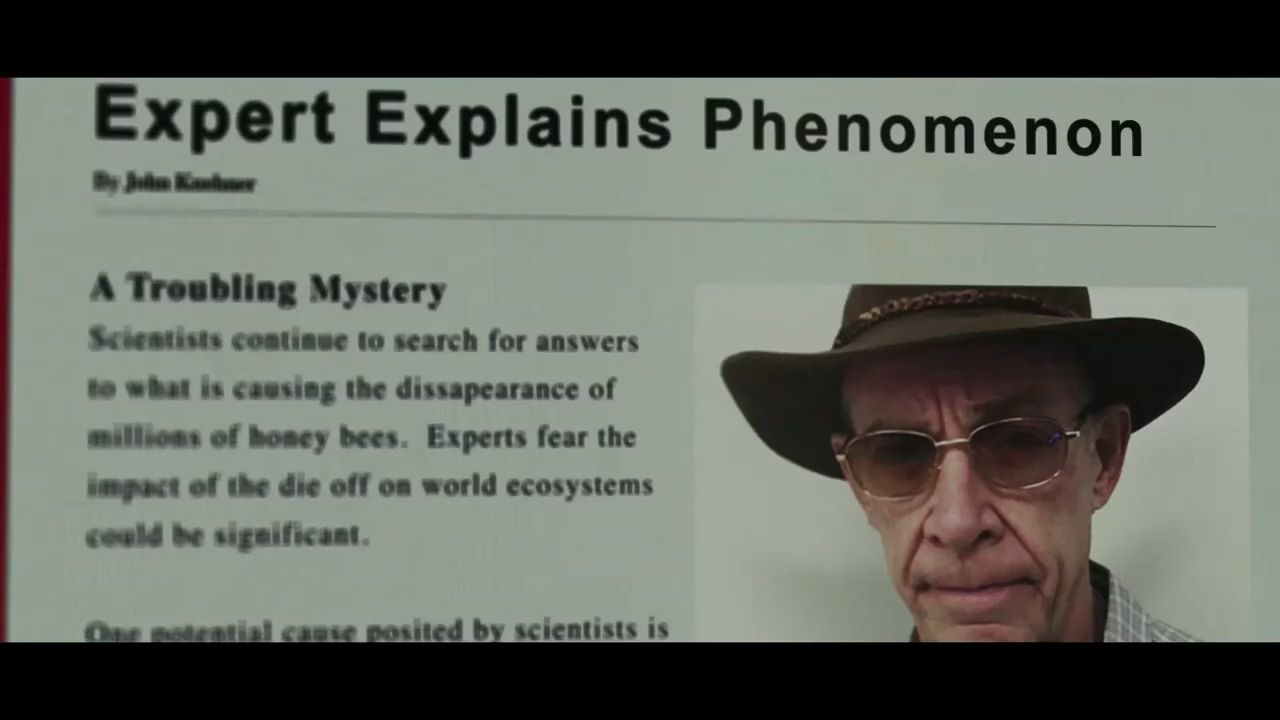 Expert Explains Phenomenon
By John
A Troubling Mystery
Scientists continue to search for answers
to what is causing the dissapearance of
millions of honey bees. Experts fear the
impact of the die off on world ecosystems
could be significant.
One potential cause posited by scientists is